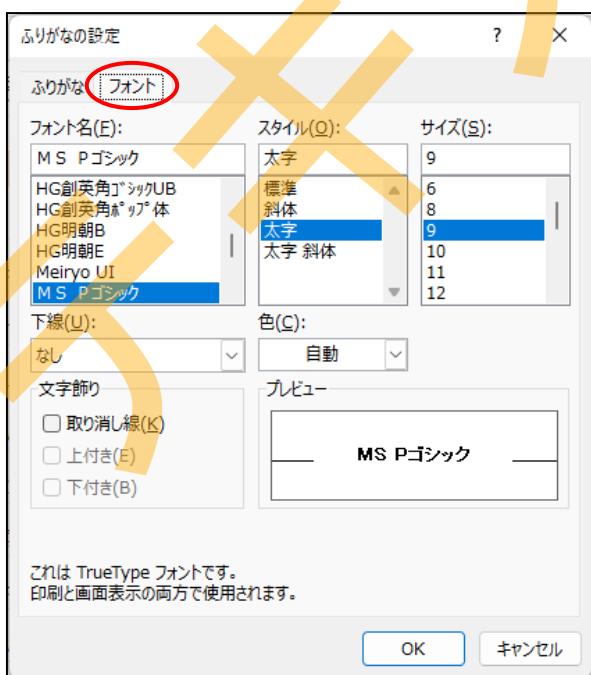 ふりがなの設定 ? ×
ふりがな フォント
フォント名(F): スタイル(O): サイズ(S):
ＭＳ Ｐゴシック 太字 9
HG創英角ｺﾞｼｯｸUB 標準 6
HG創英角ﾎﾟｯﾌﾟ体 斜体 8
HG明朝B 太字 9
HG明朝E 太字 斜体 10
Meiryo UI 11
ＭＳ Ｐゴシック 12
下線(U): 色(C):
なし 自動
文字飾り プレビュー
取り消し線(K)
上付き(E) MS Pゴシック
下付き(B)
これは TrueType フォントです。
印刷と画面表示の両方で使用されます。
OK キャンセル